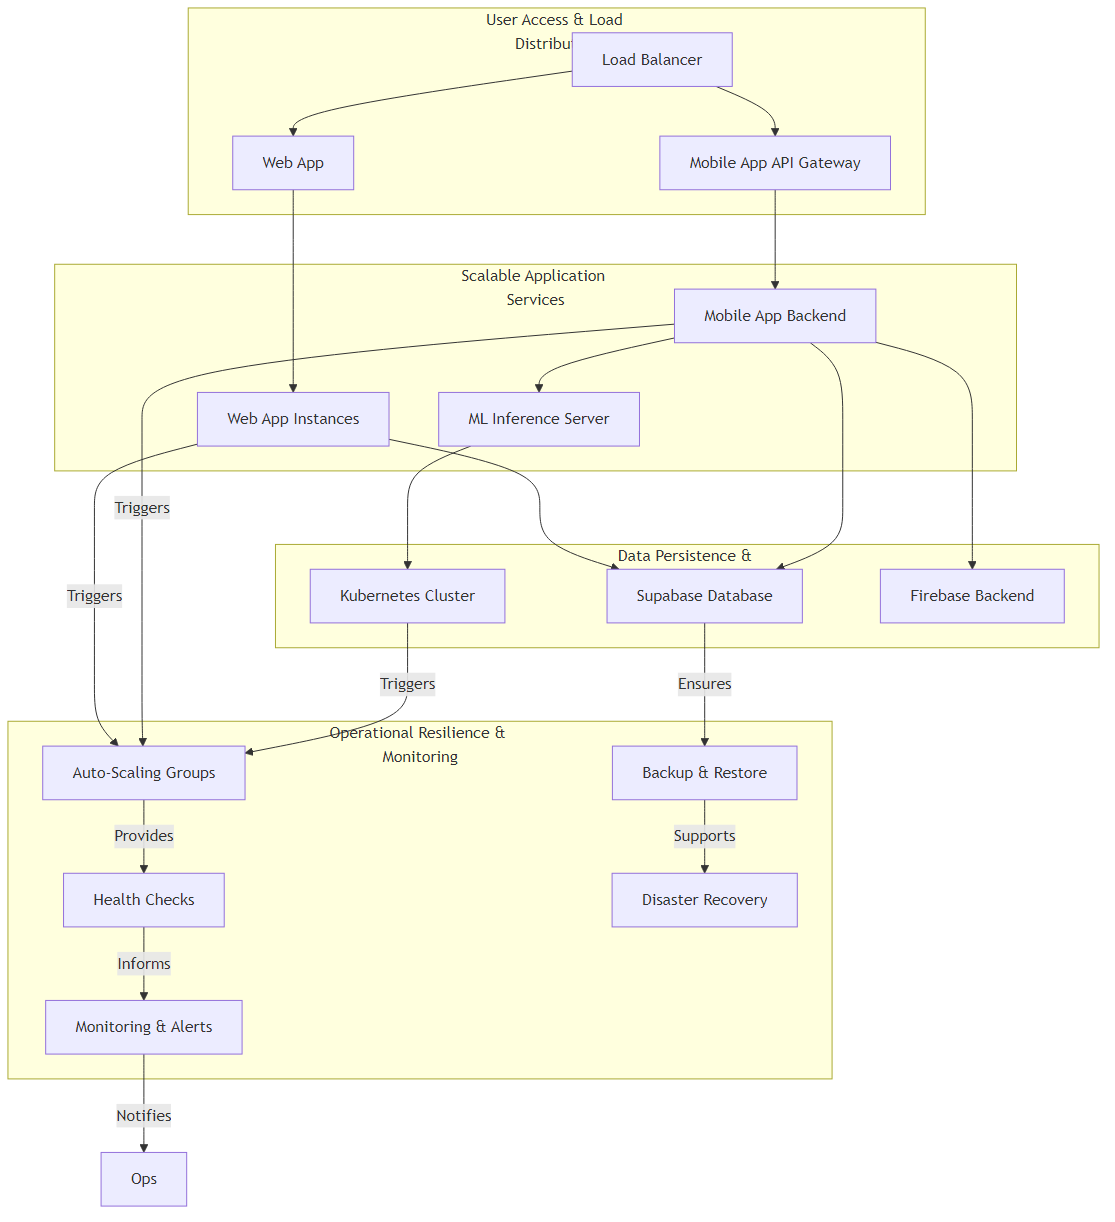 User Access & Load
Load Balancer
Web App
Mobile App API Gateway
Scalable Application
Services
Mobile App Backend
Web App Instances
ML Inference Server
Triggers
Data Persistence &
Triggers
Kubernetes Cluster
Supabase Database
Firebase Backend
Triggers
Ensures
Operational Resilience &
Monitoring
Auto-Scaling Groups
Backup & Restore
Provides
Supports
Health Checks
Disaster Recovery
Informs
Monitoring & Alerts
Notifies
Ops